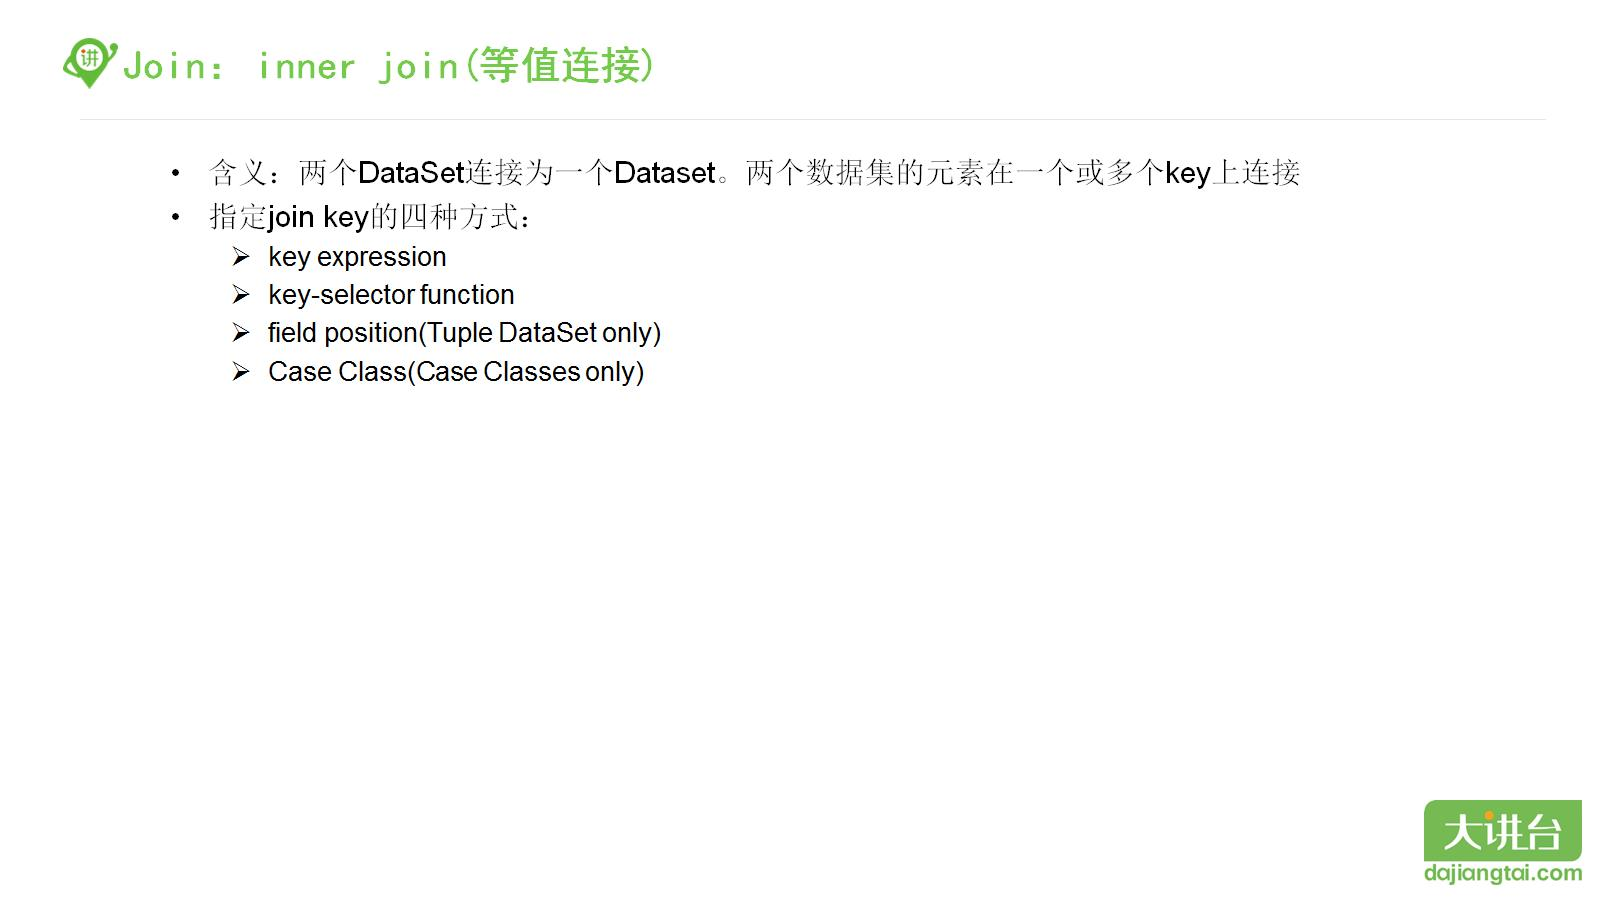 讲
Join： inner join(等值连接)
• 含义：两个DataSet连接为一个Dataset。两个数据集的元素在一个或多个key上连接
• 指定join key的四种方式：
➢ key expression
➢ key-selector function
➢ field position(Tuple DataSet only)
➢ Case Class(Case Classes only)
大讲台
dajiangtai.com